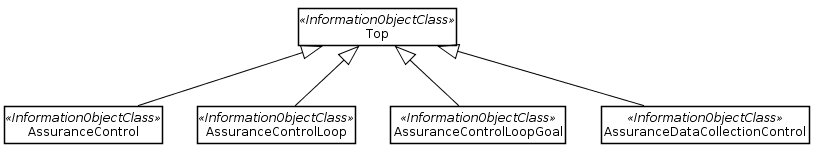 «InformationObjectClass»
Top
«InformationObjectClass»
AssuranceControl
«InformationObjectClass»
AssuranceControlLoop
«InformationObjectClass»
AssuranceControlLoopGoal
«InformationObjectClass»
AssuranceDataCollectionControl